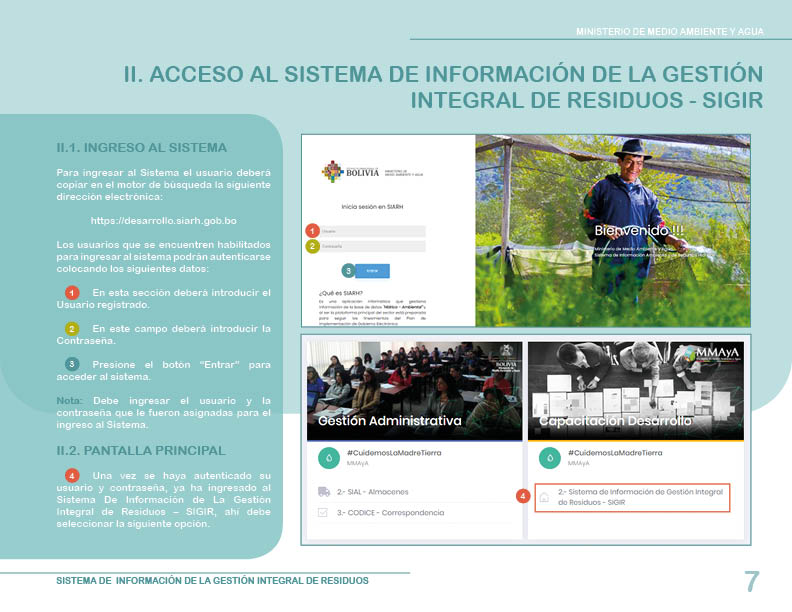 MINISTERIO DE MEDIO AMBIENTE Y AGUA
II. ACCESO AL SISTEMA DE INFORMACIÓN DE LA GESTIÓN
INTEGRAL DE RESIDUOS - SIGIR
II.1. INGRESO AL SISTEMA
Para ingresar al Sistema el usuario deberá
copiar en el motor de búsqueda la siguiente
dirección electrónica:
https://desarrollo.siarh.gob.bo
Los usuarios que se encuentren habilitados
para ingresar al sistema podrán autenticarse
colocando los siguientes datos:
1 En esta sección deberá introducir el
Usuario registrado.
2 En este campo deberá introducir la
Contraseña.
3 Presione el botón “Entrar” para
acceder al sistema.
Nota: Debe ingresar el usuario y la
contraseña que le fueron asignadas para el
ingreso al Sistema.
II.2. PANTALLA PRINCIPAL
4 Una vez se haya autenticado su
usuario y contraseña, ya ha ingresado al
Sistema De Información de La Gestión
Integral de Residuos – SIGIR, ahí debe
seleccionar la siguiente opción.
BOLIVIA
MINISTERIO DE
MEDIO AMBIENTE Y AGUA
Inicia sesión en SIARH
1 Usuario
2 Contraseña
3 Entrar
¿Qué es SIARH?
Es una aplicación informática que gestiona
información de la base de datos "Hídrica - Ambiental" y
al ser la plataforma principal del sector está preparada
para seguir los lineamientos del Plan de
Implementación de Gobierno Electrónico
Bienvenido !!!
Ministerio de Medio Ambiente y Agua
Sistema de Información Ambiental y de Recursos Hídricos
BOLIVIA
Gestión Administrativa
#CuidemosLaMadreTierra
MMAyA
2.- SIAL - Almacenes
3.- CODICE - Correspondencia
MMAyA
Capacitación Desarrollo
#CuidemosLaMadreTierra
MMAyA
4 2.- Sistema de Información de Gestión Integral
de Residuos - SIGIR
SISTEMA DE INFORMACIÓN DE LA GESTIÓN INTEGRAL DE RESIDUOS
7